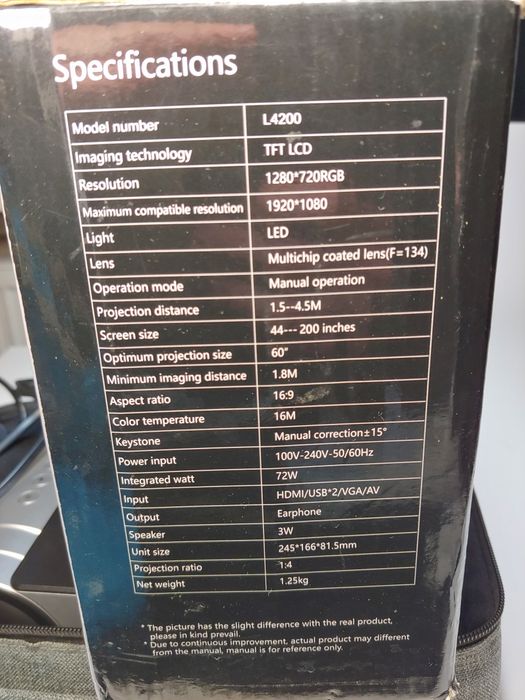 Specifications
Model number L4200
Imaging technology TFT LCD
Resolution 1280*720RGB
Maximum compatible resolution 1920*1080
Light LED
Lens Multichip coated lens(F=134)
Operation mode Manual operation
Projection distance 1.5--4.5M
Screen size 44--- 200 inches
Optimum projection size 60"
Minimum imaging distance 1.8M
Aspect ratio 16:9
Color temperature 16M
Keystone Manual correction±15°
Power input 100V-240V-50/60Hz
Integrated watt 72W
Input HDMI/USB*2/VGA/AV
Output Earphone
Speaker 3W
Unit size 245*166*81.5mm
Projection ratio 1:4
Net weight 1.25kg
* The picture has the slight difference with the real product,
please in kind prevail.
* Due to continuous improvement, actual product may different
from the manual, manual is for reference only.